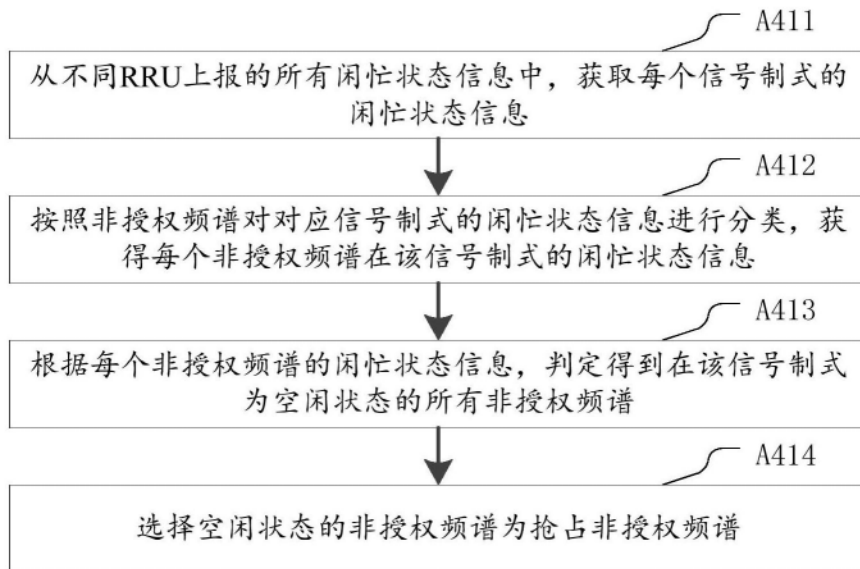 A411
从不同RRU上报的所有闲忙状态信息中，获取每个信号制式的
闲忙状态信息
A412
按照非授权频谱对对应信号制式的闲忙状态信息进行分类，获
得每个非授权频谱在该信号制式的闲忙状态信息
A413
根据每个非授权频谱的闲忙状态信息，判定得到在该信号制式
为空闲状态的所有非授权频谱
A414
选择空闲状态的非授权频谱为抢占非授权频谱